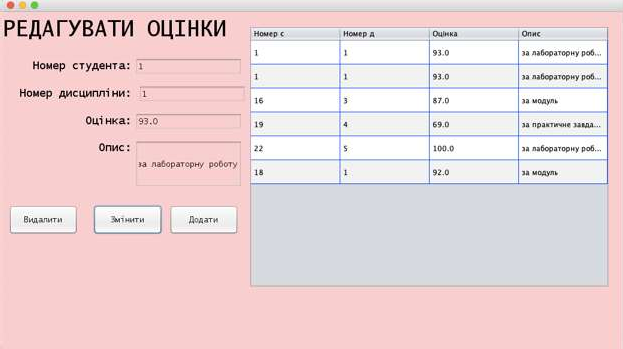 РЕДАГУВАТИ ОЦІНКИ
Номер студента: 1
Номер дисципліни: 1
Оцінка: 93.0
Опис: за лабораторну роботу
Видалити Змінити Додати
Номер с Номер д Оцінка Опис
1 1 93.0 за лабораторну роб...
1 1 93.0 за лабораторну роб...
16 3 87.0 за модуль
19 4 69.0 за практичне завда...
22 5 100.0 за лабораторну роб...
18 1 92.0 за модуль